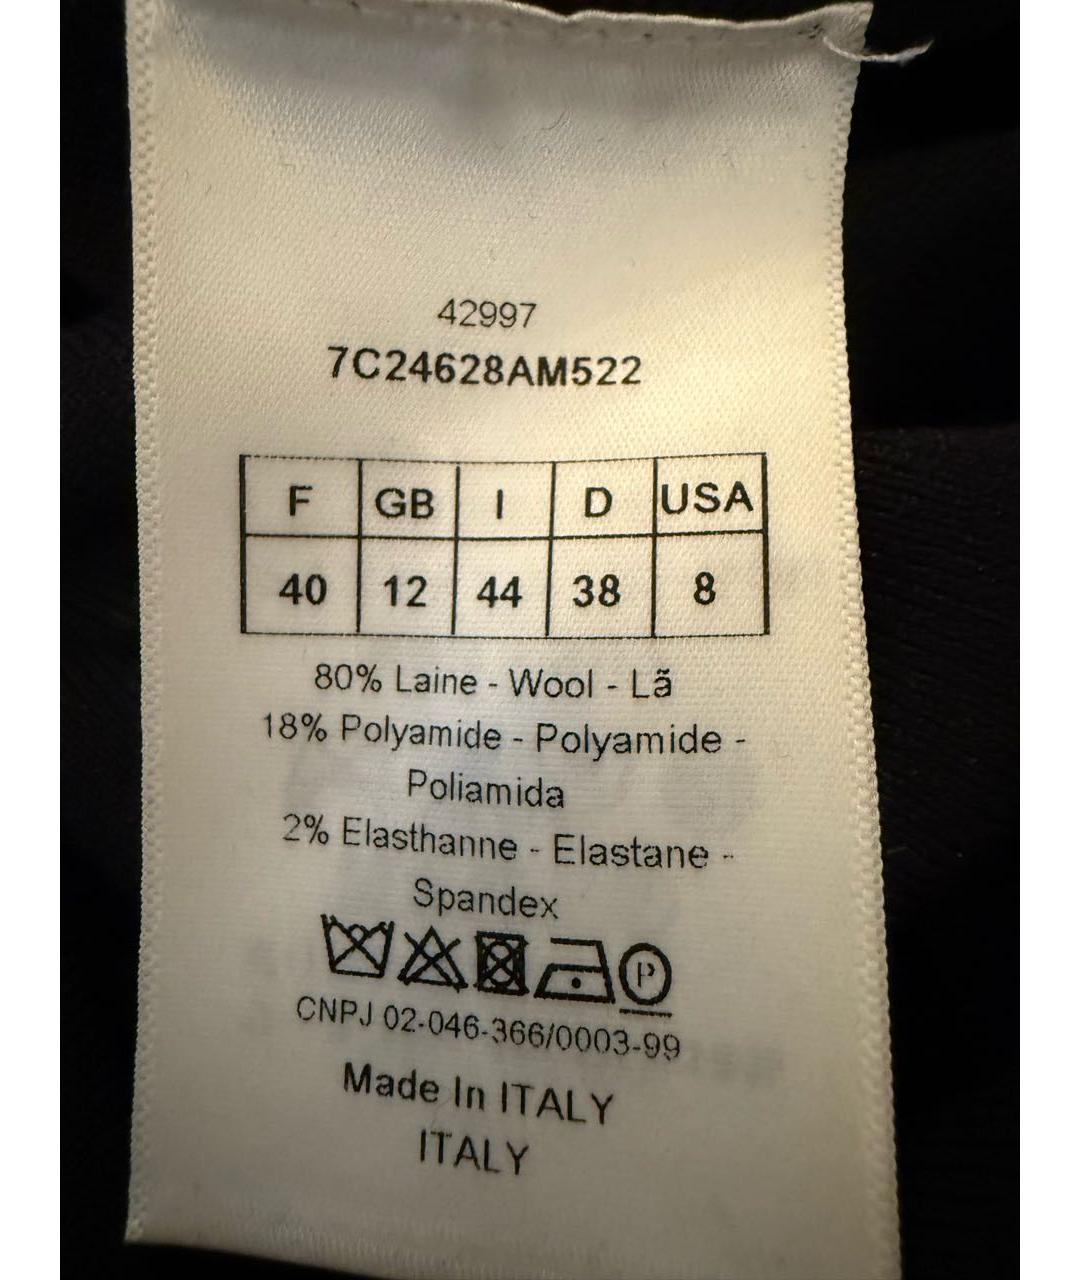 42997
7C24628AM522
F GB I D USA
40 12 44 38 8
80% Laine - Wool - Lã
18% Polyamide - Polyamide -
Poliamida
2% Elasthanne - Elastane -
Spandex
P
CNPJ 02-046-366/0003-99
Made In ITALY
ITALY